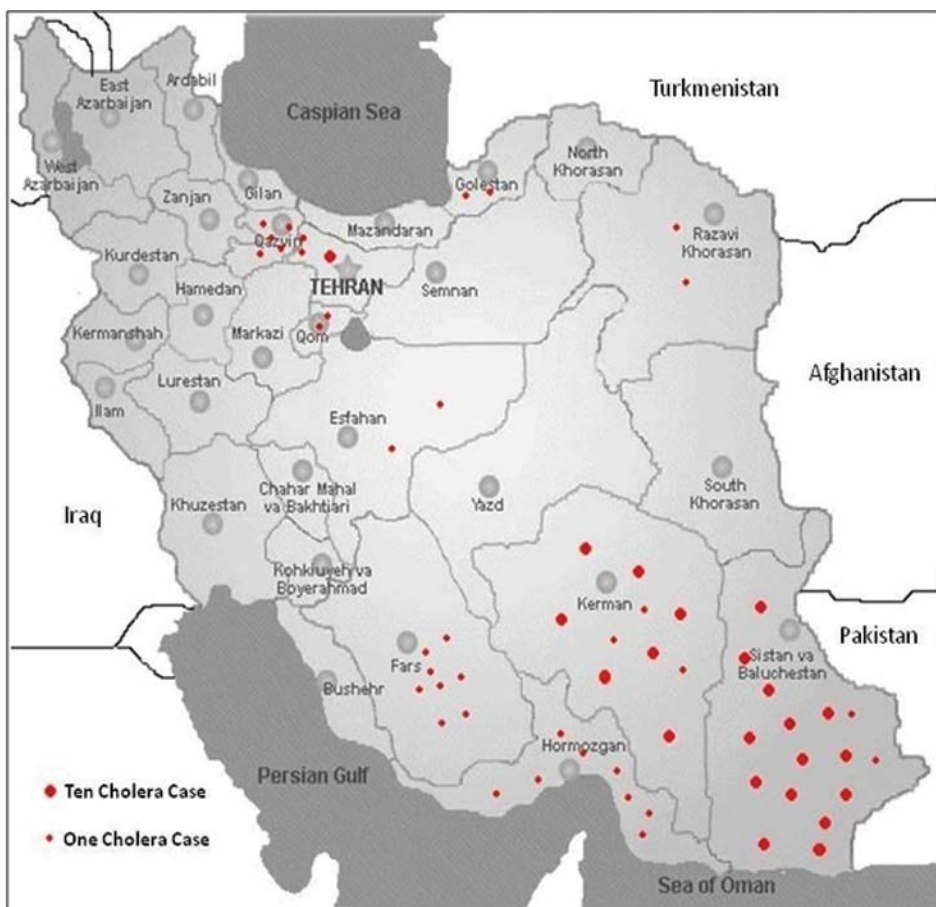 Turkmenistan
Caspian Sea
Ardabil
East
Azarbaijan
West
Azarbaijan
Gilan
Zanjan
Qazvin
Mazandaran
Golestan
North
Khorasan
Razavi
Khorasan
Kurdestan
Hamedan
TEHRAN
Semnan
Kermanshah
Markazi
Qom
Afghanistan
Ilam
Lurestan
Esfahan
South
Khorasan
Iraq
Khuzestan
Chahar Mahal
va Bakhtiari
Yazd
Kohkiuyeh va
Boyerahmad
Kerman
Pakistan
Sistan va
Baluchestan
Fars
Bushehr
Hormozgan
Persian Gulf
Ten Cholera Case
One Cholera Case
Sea of Oman